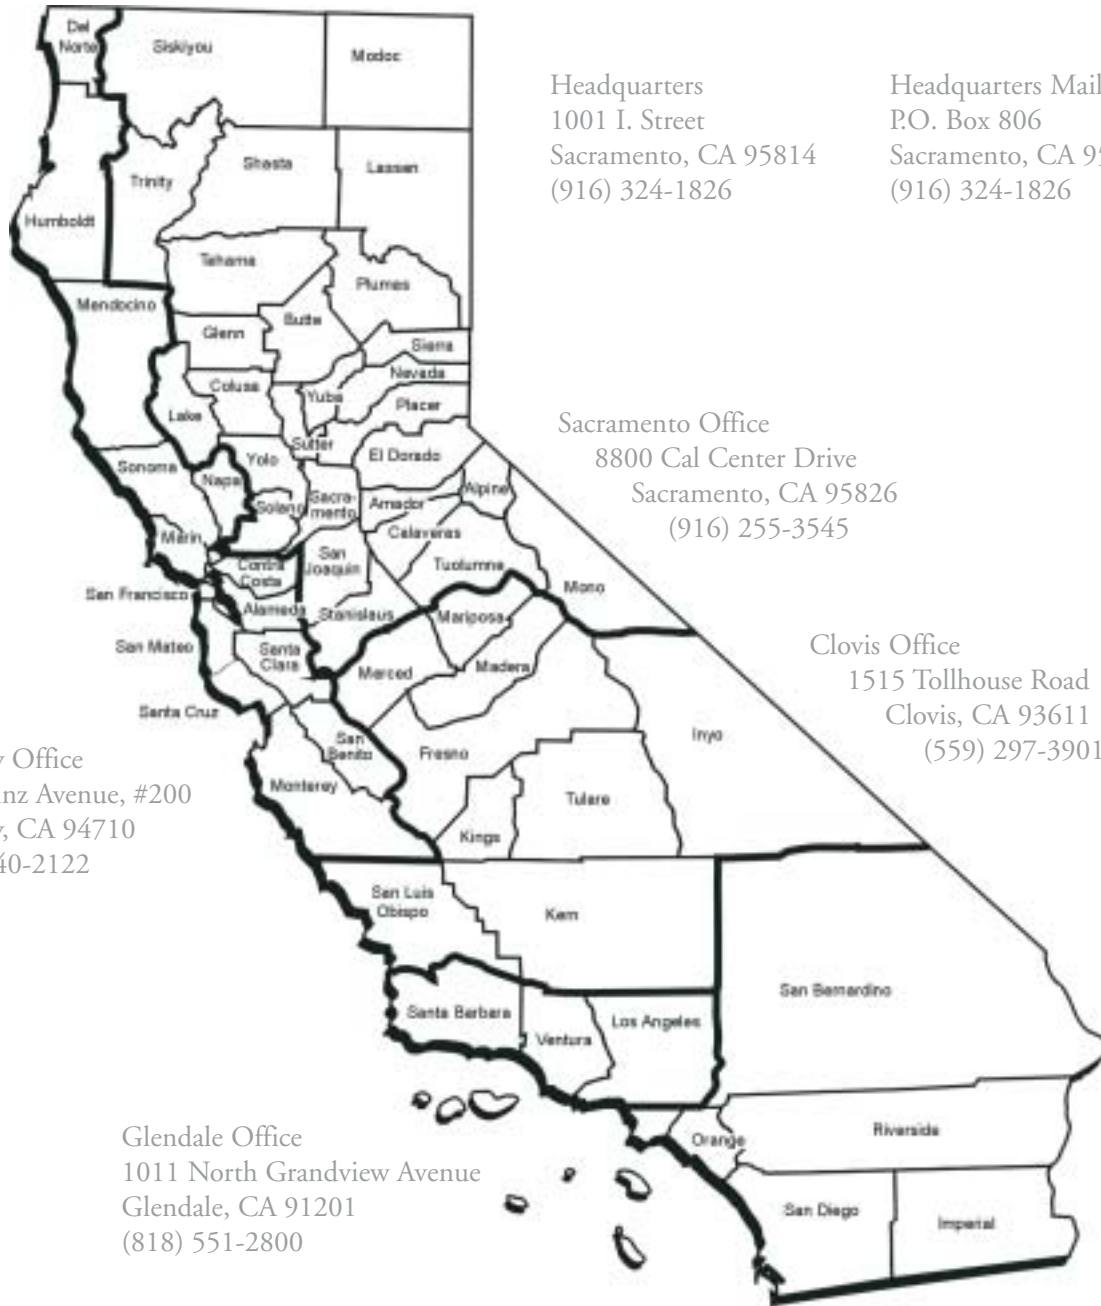 Del
Norte
Siskiyou
Modoc
Headquarters
1001 I. Street
Sacramento, CA 95814
(916) 324-1826
Headquarters Mail
P.O. Box 806
Sacramento, CA
(916) 324-1826
Shasta
Lassen
Trinity
Humboldt
Tehama
Plumas
Mendocino
Butte
Glenn
Sierra
Nevada
Colusa
Yuba
Placer
Lake
Sutter
Sacramento Office
8800 Cal Center Drive
Sacramento, CA 95826
(916) 255-3545
El Dorado
Yolo
Sonoma
Napa
Alpine
Solano
Sacra-
mento
Amador
Calaveras
Marin
San
Joaquin
Contra
Costa
Tuolumne
Mono
San Francisco
Alameda
Stanislaus
Mariposa
San Mateo
Santa
Clara
Merced
Madera
Clovis Office
1515 Tollhouse Road
Clovis, CA 93611
(559) 297-3901
Santa Cruz
San
Benito
Fresno
Inyo
Office
Avenue, #200
CA 94710
40-2122
Monterey
Tulare
Kings
San Luis
Obispo
Kern
San Bernardino
Santa Barbara
Ventura
Los Angeles
Orange
Riverside
Glendale Office
1011 North Grandview Avenue
Glendale, CA 91201
(818) 551-2800
San Diego
Imperial